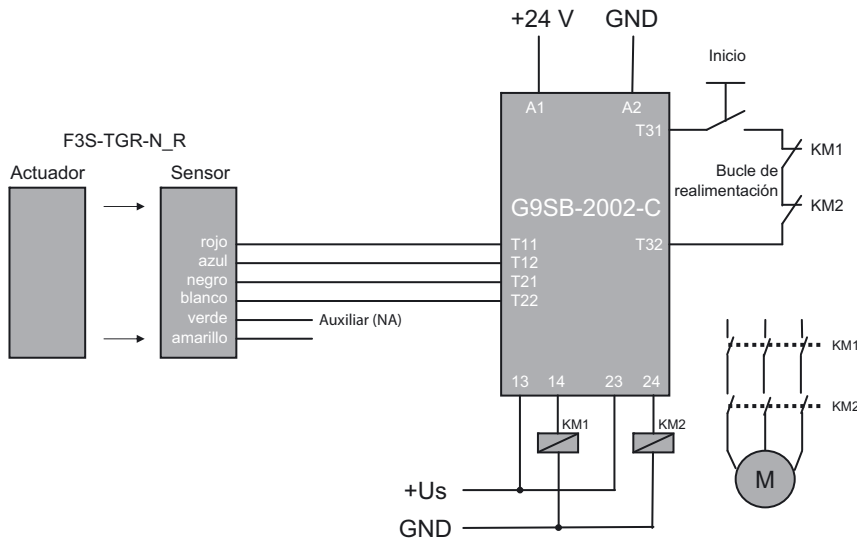 +24 V GND
Inicio
A1 A2
T31
F3S-TGR-N_R
Actuador Sensor
KM1
Bucle de
realimentación
KM2
G9SB-2002-C
rojo T11 T32
azul T12
negro T21
blanco T22
verde Auxiliar (NA)
amarillo
KM1
13 14 23 24
KM1 KM2
KM2
M
+Us
GND